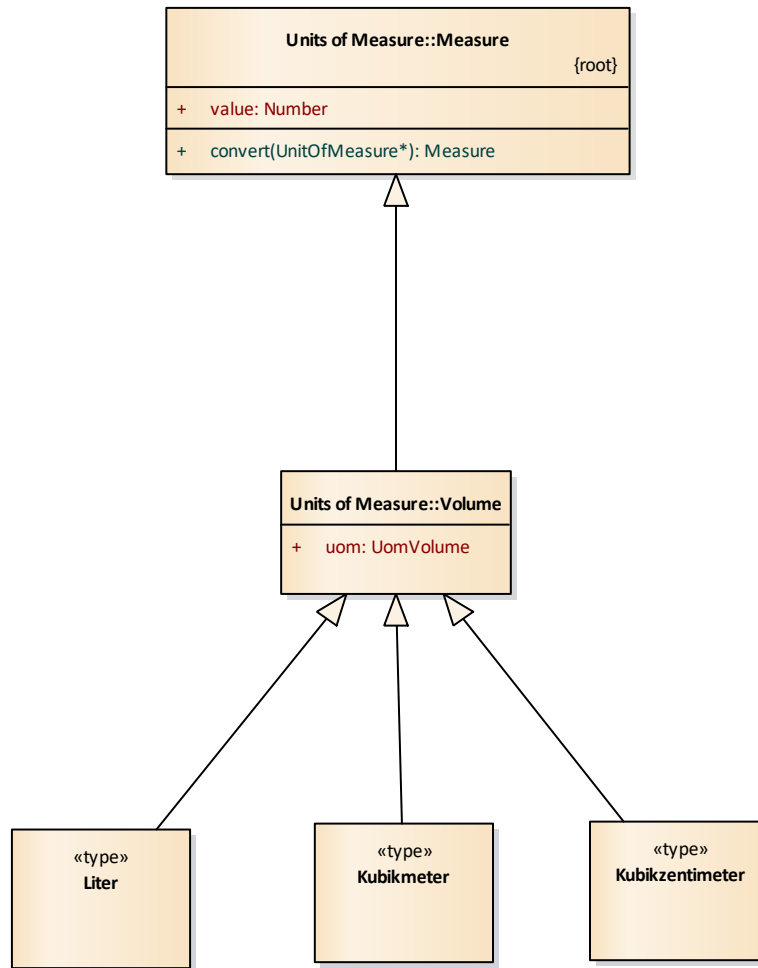 Units of Measure::Measure
{root}
+ value: Number
+ convert(UnitOfMeasure*): Measure
Units of Measure::Volume
+ uom: UomVolume
«type»
Liter
«type»
Kubikmeter
«type»
Kubikzentimeter